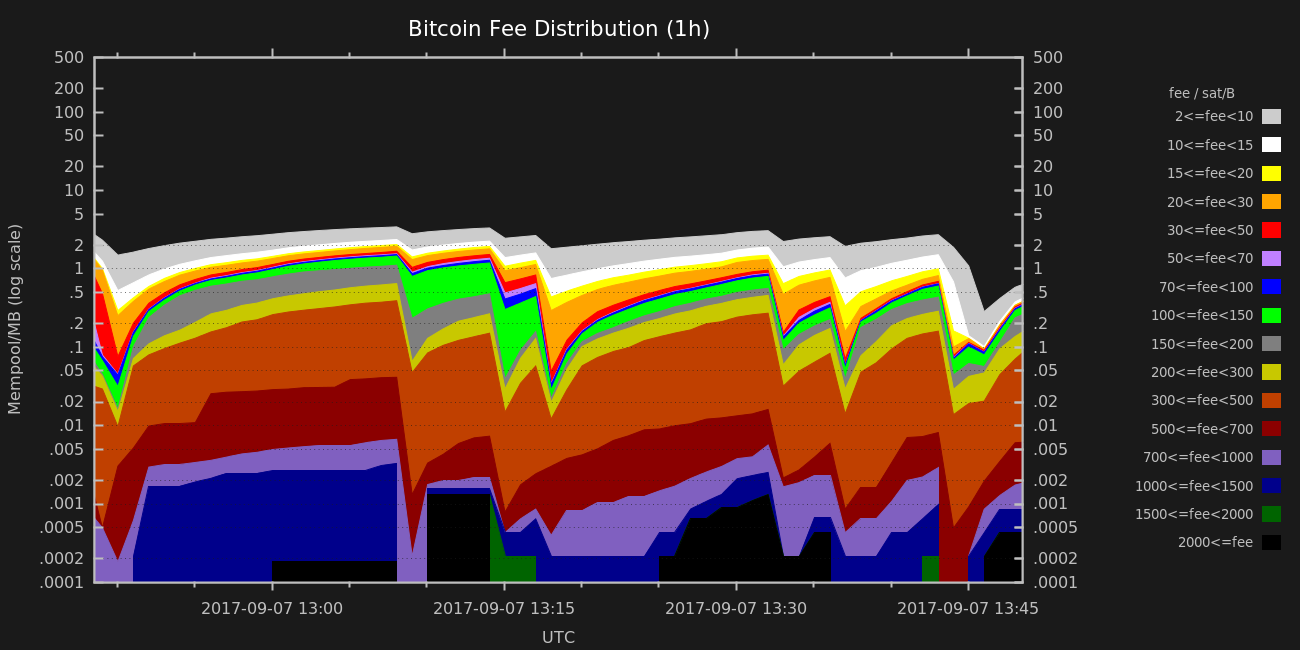 Bitcoin Fee Distribution (1h)
Mempool/MB (log scale)
500
200
100
50
20
10
5
2
1
.5
.2
.1
.05
.02
.01
.005
.002
.001
.0005
.0002
.0001
500
200
100
50
20
10
5
2
1
.5
.2
.1
.05
.02
.01
.005
.002
.001
.0005
.0002
.0001
fee / sat/B
2<=fee<10
10<=fee<15
15<=fee<20
20<=fee<30
30<=fee<50
50<=fee<70
70<=fee<100
100<=fee<150
150<=fee<200
200<=fee<300
300<=fee<500
500<=fee<700
700<=fee<1000
1000<=fee<1500
1500<=fee<2000
2000<=fee
2017-09-07 13:00
2017-09-07 13:15
2017-09-07 13:30
2017-09-07 13:45
UTC